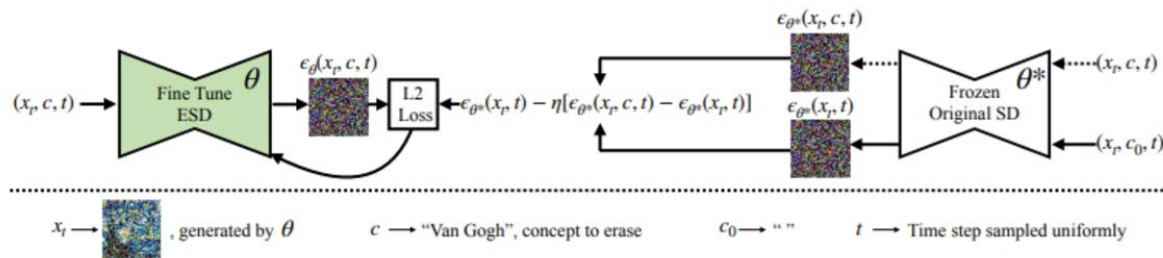 ϵ_θ*(x_t, c, t)
ϵ_θ(x_t, c, t)
θ
θ*
(x_t, c, t)
Fine Tune
ESD
L2
Loss
ϵ_θ*(x_t, t) − η[ϵ_θ*(x_t, c, t) − ϵ_θ*(x_t, t)]
ϵ_θ*(x_t, t)
Frozen
Original SD
(x_t, c, t)
(x_t, c_0, t)
x_t → , generated by θ c → “Van Gogh”, concept to erase c_0 → “ ” t → Time step sampled uniformly